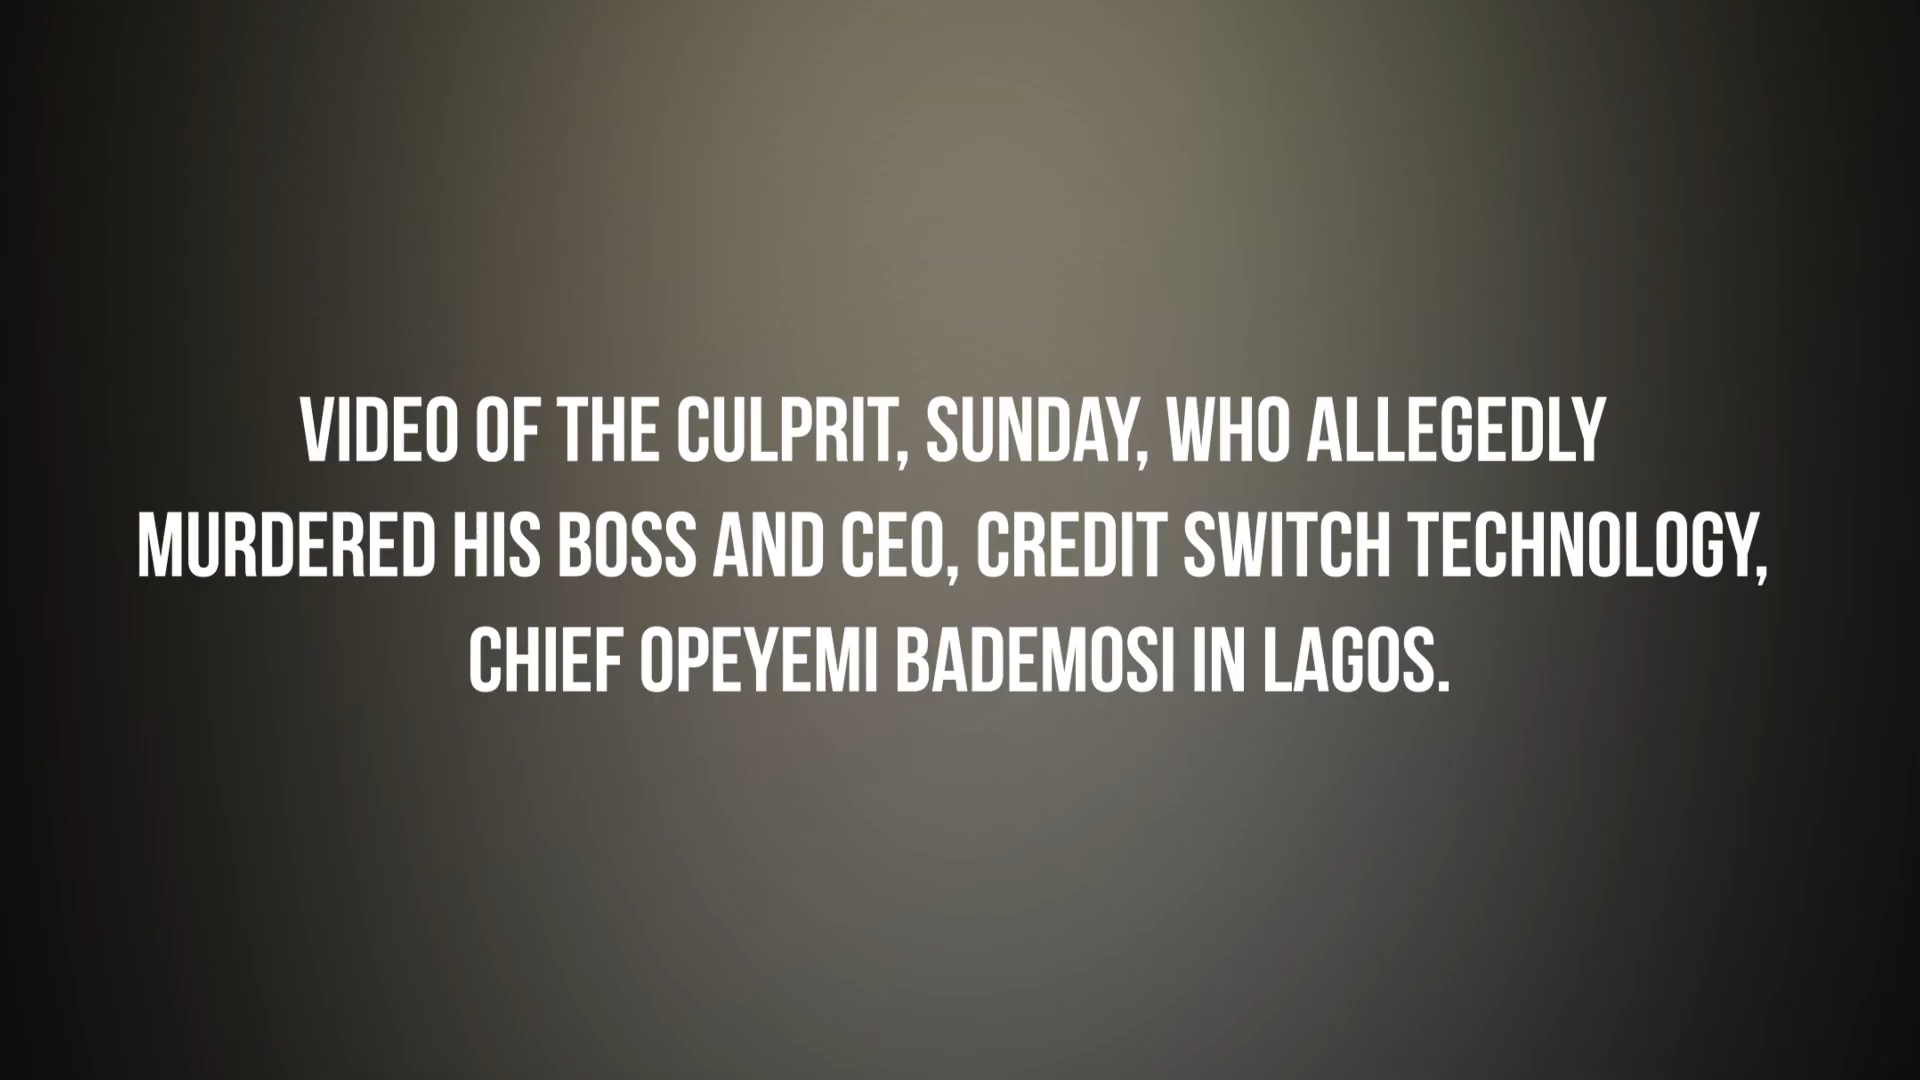 VIDEO OF THE CULPRIT, SUNDAY, WHO ALLEGEDLY
MURDERED HIS BOSS AND CEO, CREDIT SWITCH TECHNOLOGY,
CHIEF OPEYEMI BADEMOSI IN LAGOS.